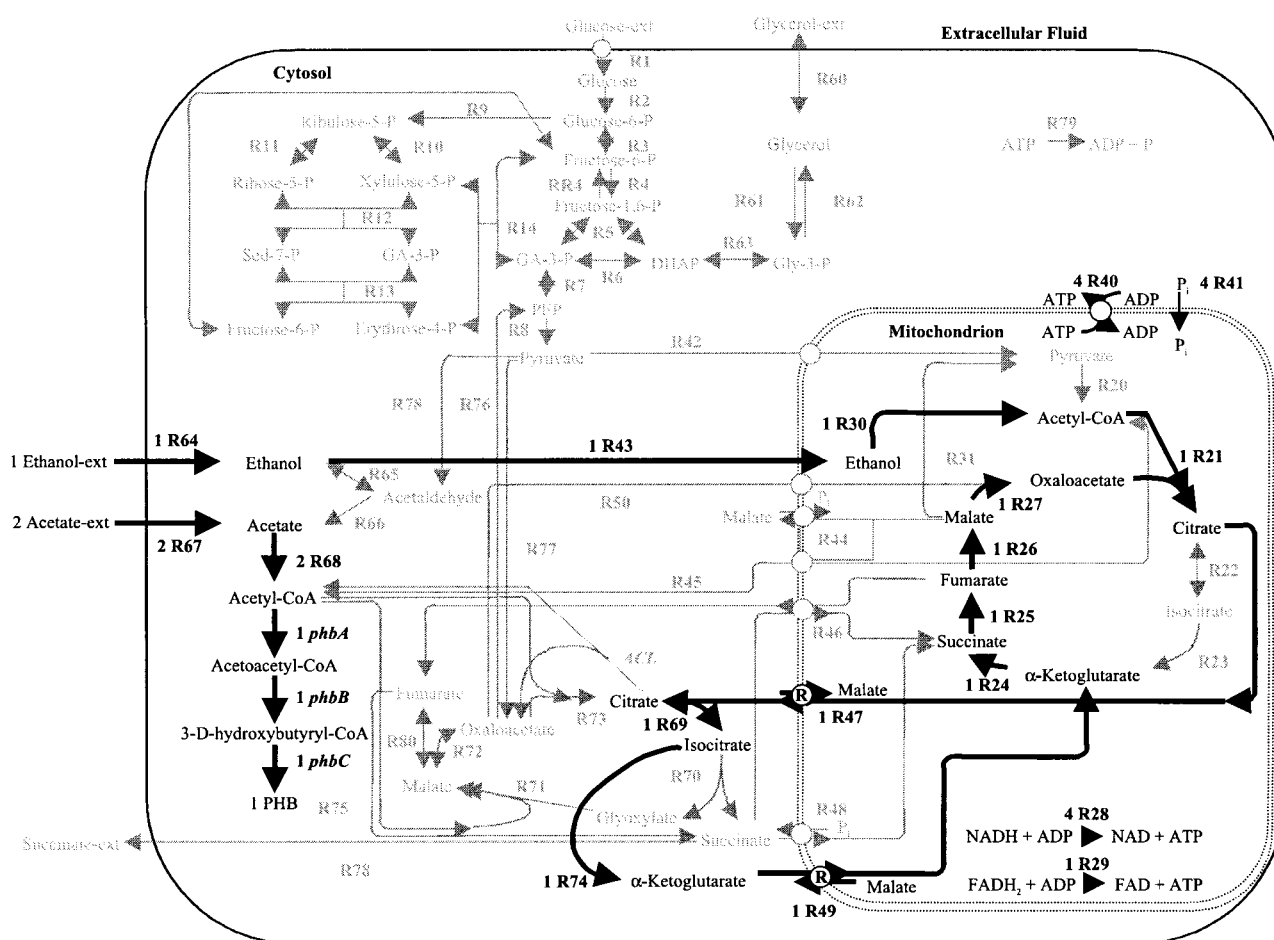 Glucose-ext
Glycerol-ext
Extracellular Fluid
Cytosol
R1
Glucose
R60
R2
R9
Ribulose-5-P
Glucose-6-P
R79
R11
R10
R3
Glycerol
ATP
ADP + P
Fructose-6-P
Ribose-5-P
Xylulose-5-P
RR4
R4
Fructose-1,6-P
R61
R62
R12
R14
R5
R63
Sed-7-P
GA-3-P
GA-3-P
R6
DHAP
Gly-3-P
R13
R7
4 R40
Pi
4 R41
ATP
ADP
PEP
Fructose-6-P
Erythrose-4-P
R8
ATP
ADP
Mitochondrion
Pi
R42
Pyruvate
Pyruvate
R20
R78
R76
1 R30
Acetyl-CoA
1 R64
1 R43
1 R21
1 Ethanol-ext
Ethanol
Ethanol
R31
R65
Oxaloacetate
Acetaldehyde
R50
Pi
1 R27
2 Acetate-ext
Acetate
R66
Malate
Malate
Citrate
2 R67
R44
R77
1 R26
2 R68
R45
Fumarate
R22
Acetyl-CoA
1 R25
Isocitrate
1 phbA
R46
Succinate
ACL
R23
Acetoacetyl-CoA
1 R24
α-Ketoglutarate
Fumarate
R
Malate
1 phbB
Citrate
R73
1 R69
1 R47
3-D-hydroxybutyryl-CoA
Oxaloacetate
R80
R72
Isocitrate
1 phbC
R70
Malate
R71
1 PHB
R75
Glyoxylate
R48
4 R28
Pi
Succinate-ext
Succinate
NADH + ADP
NAD + ATP
R78
1 R29
1 R74
α-Ketoglutarate
R
Malate
FADH2 + ADP
FAD + ATP
1 R49